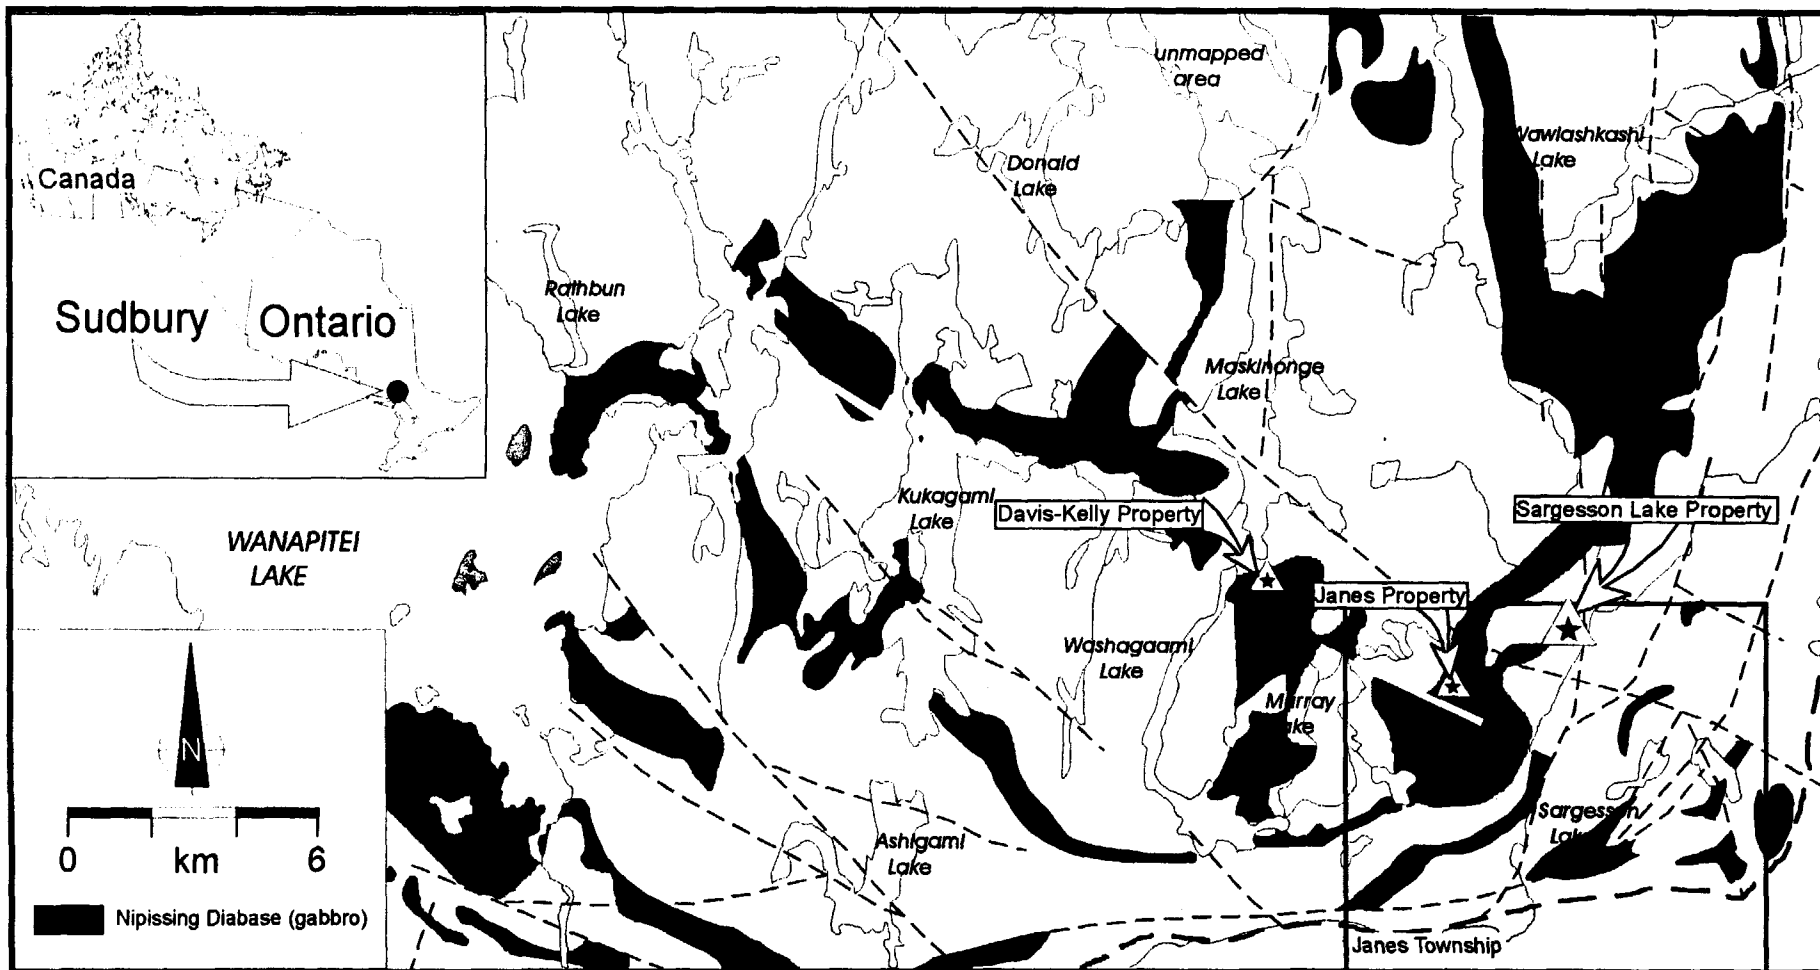 Canada
Sudbury
Ontario
unmapped
area
Donald
Lake
Wawiashkashi
Lake
Rathbun
Lake
Maskinonge
Lake
Kukagami
Lake
Davis-Kelly Property
Sargesson Lake Property
WANAPITEI
LAKE
Janes Property
Washagaami
Lake
Murray
Lake
N
Sargesson
Lake
Ashigami
Lake
0 km 6
Nipissing Diabase (gabbro)
Janes Township